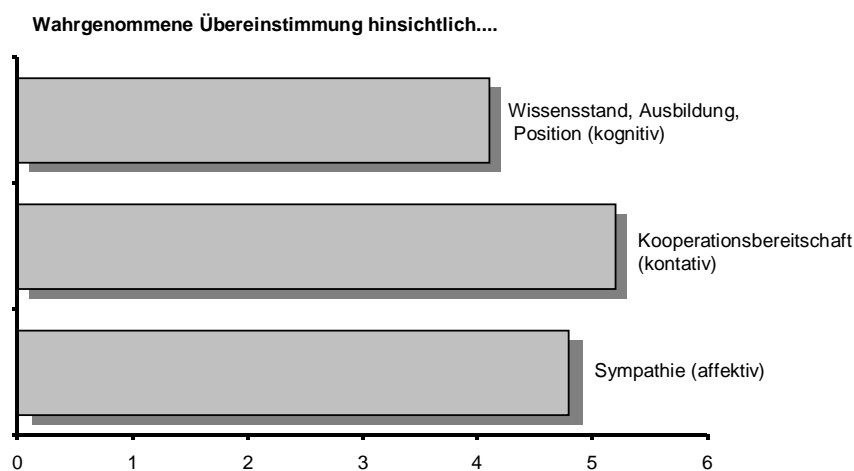 Wahrgenommene Übereinstimmung hinsichtlich....
Wissensstand, Ausbildung,
Position (kognitiv)
Kooperationsbereitschaft
(kontativ)
Sympathie (affektiv)
0 1 2 3 4 5 6